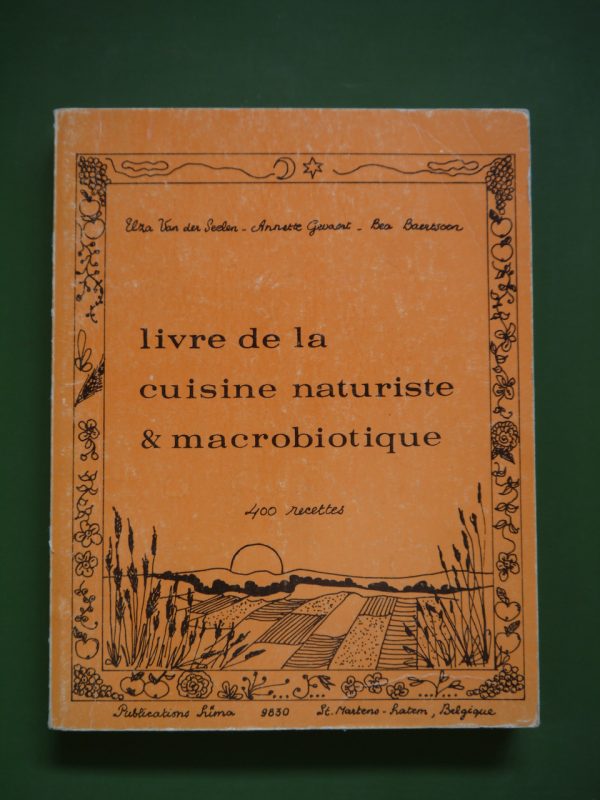 Elza Van der Seelen - Annette Gevaert - Bea Baertsoen
livre de la
cuisine naturiste
& macrobiotique
400 recettes
Publications hüma 9830 St. Martens - Latem, Belgique